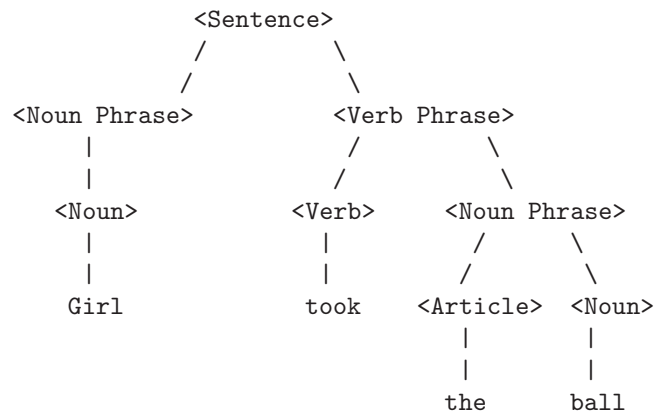 <Sentence>
<Noun Phrase> <Verb Phrase>
<Noun> <Verb> <Noun Phrase>
Girl took <Article> <Noun>
the ball